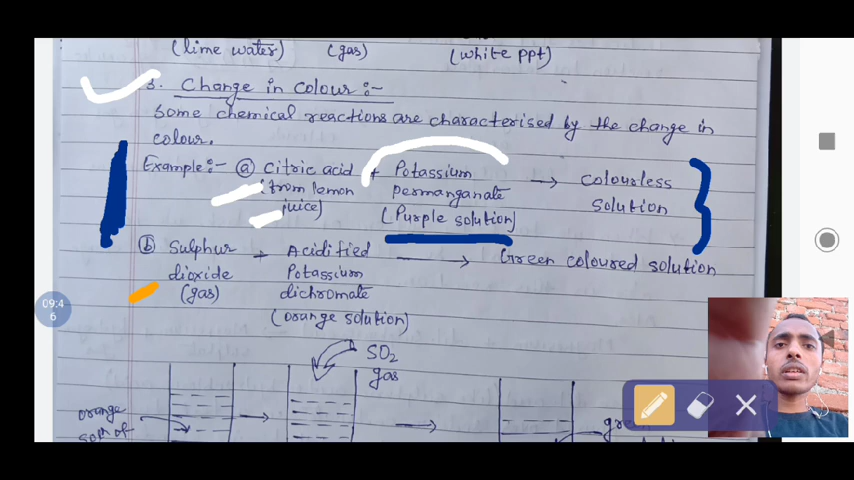 (lime water) (gas) (white ppt)
3. Change in colour :-
Some chemical reactions are characterised by the change in
colour.
Example :- (a) Citric acid + Potassium → Colourless
(from lemon permanganate solution
juice) (Purple solution)
(b) Sulphur + Acidified → Green coloured solution
dioxide Potassium
(gas) dichromate
(orange solution)
SO2
gas
orange
soln of
green
09:4
6